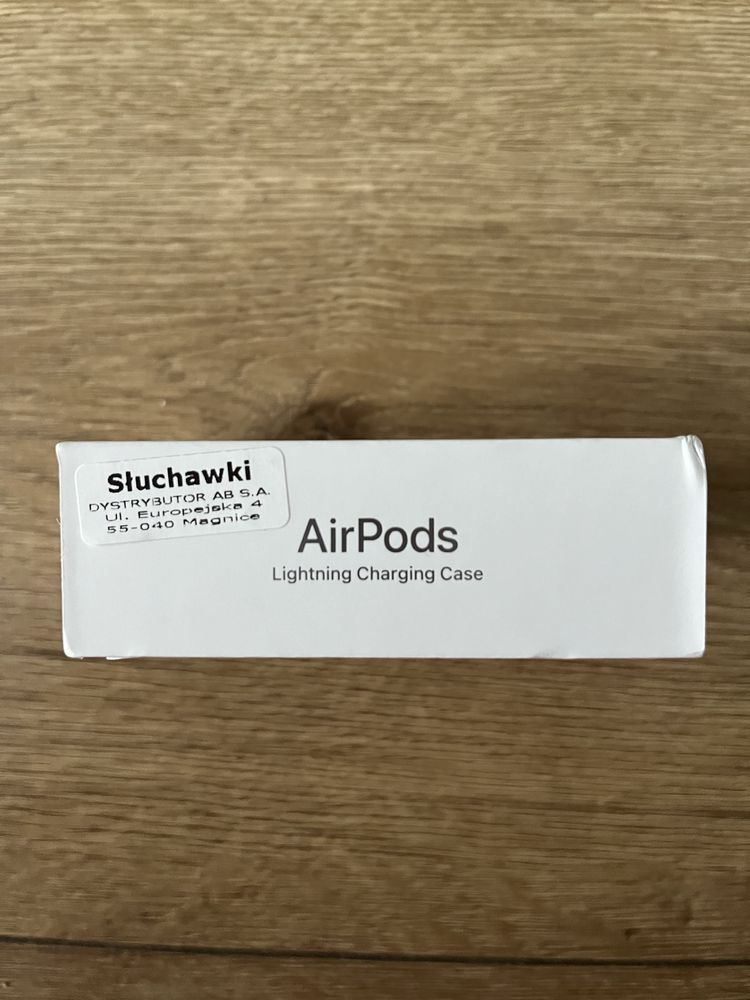 Słuchawki
DYSTRYBUTOR AB S.A.
Ul. Europejska 4
55-040 Magnice
AirPods
Lightning Charging Case